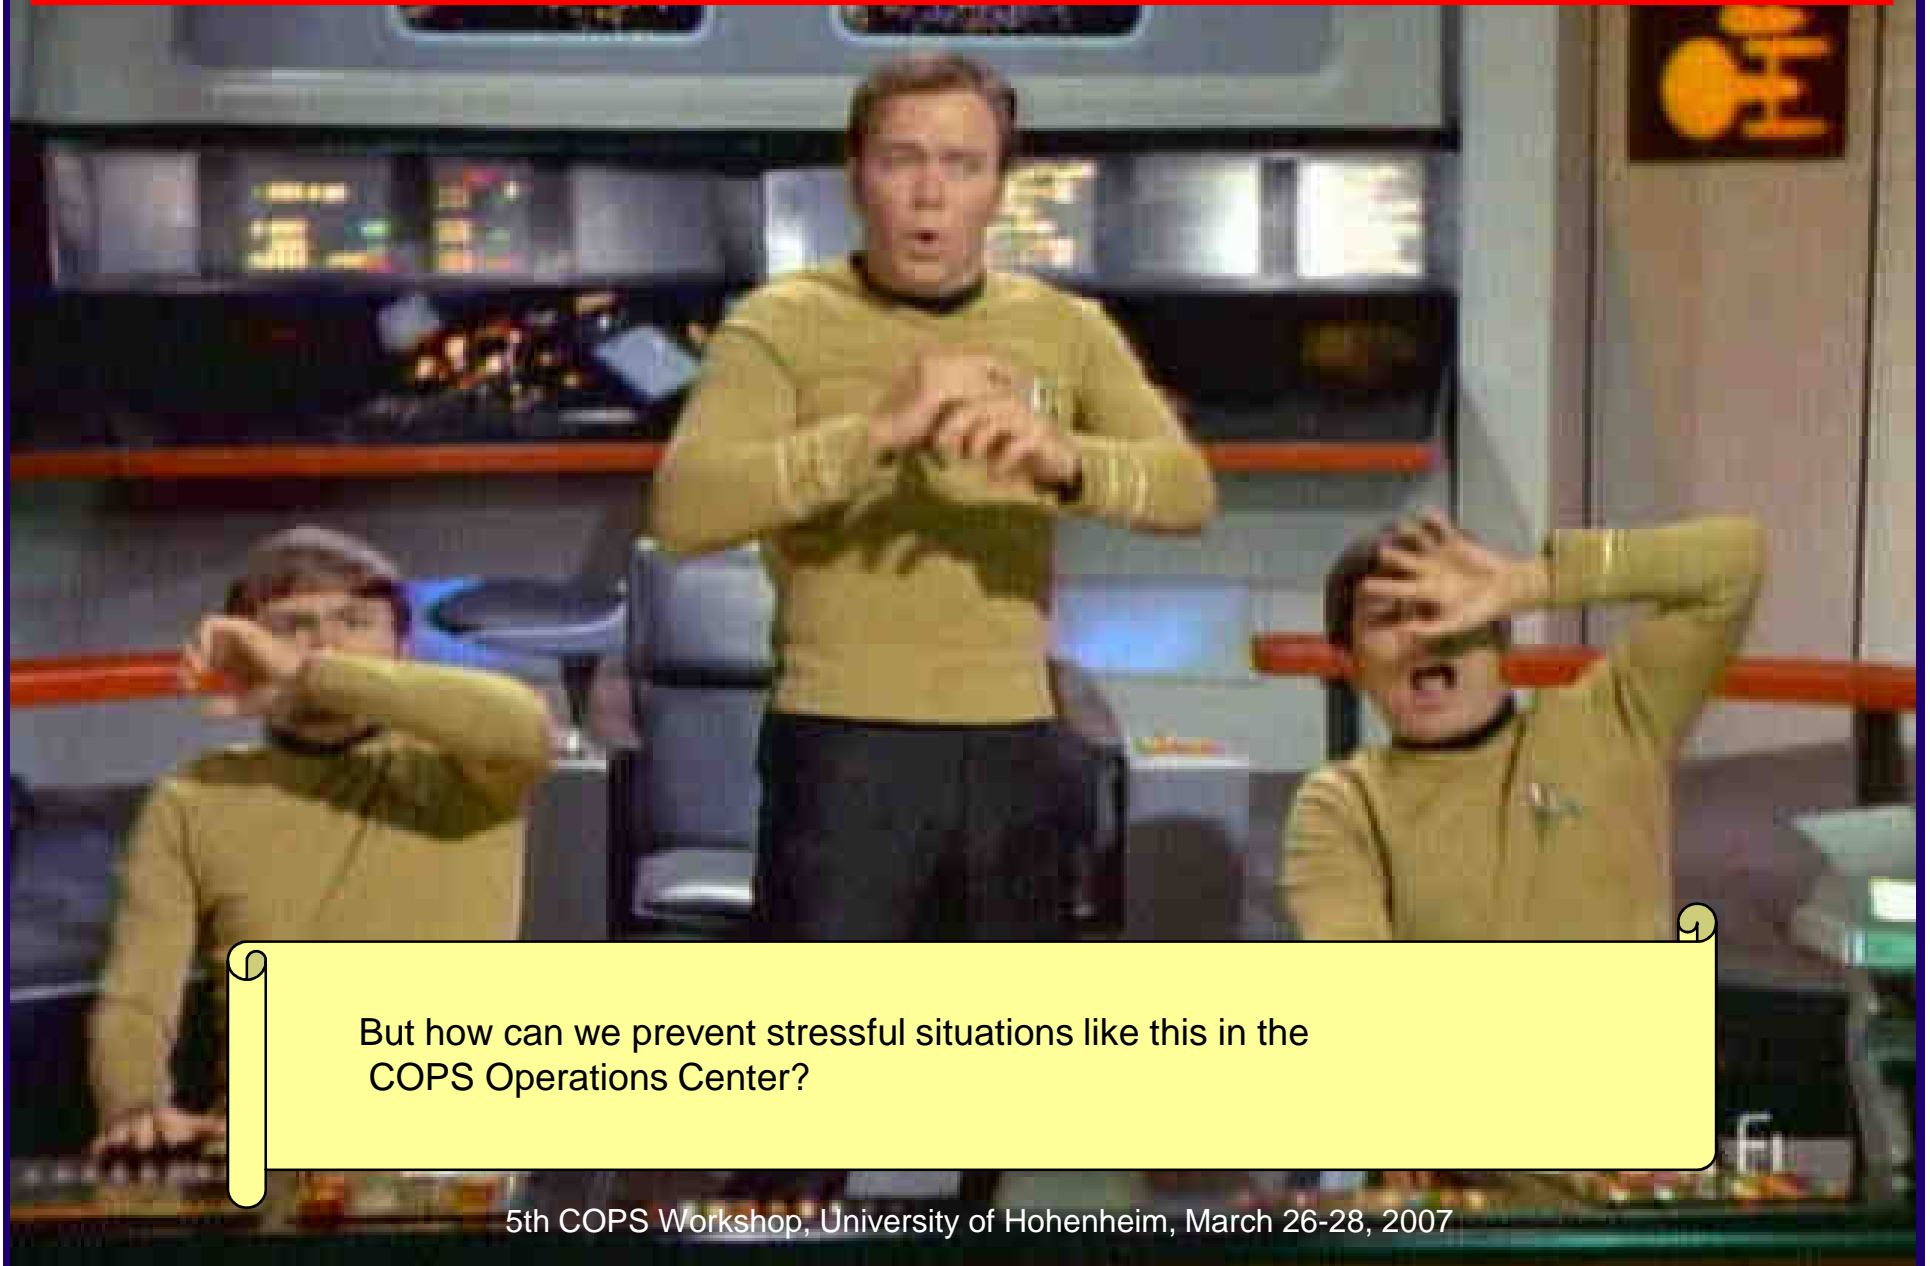 But how can we prevent stressful situations like this in the
COPS Operations Center?
5th COPS Workshop, University of Hohenheim, March 26-28, 2007